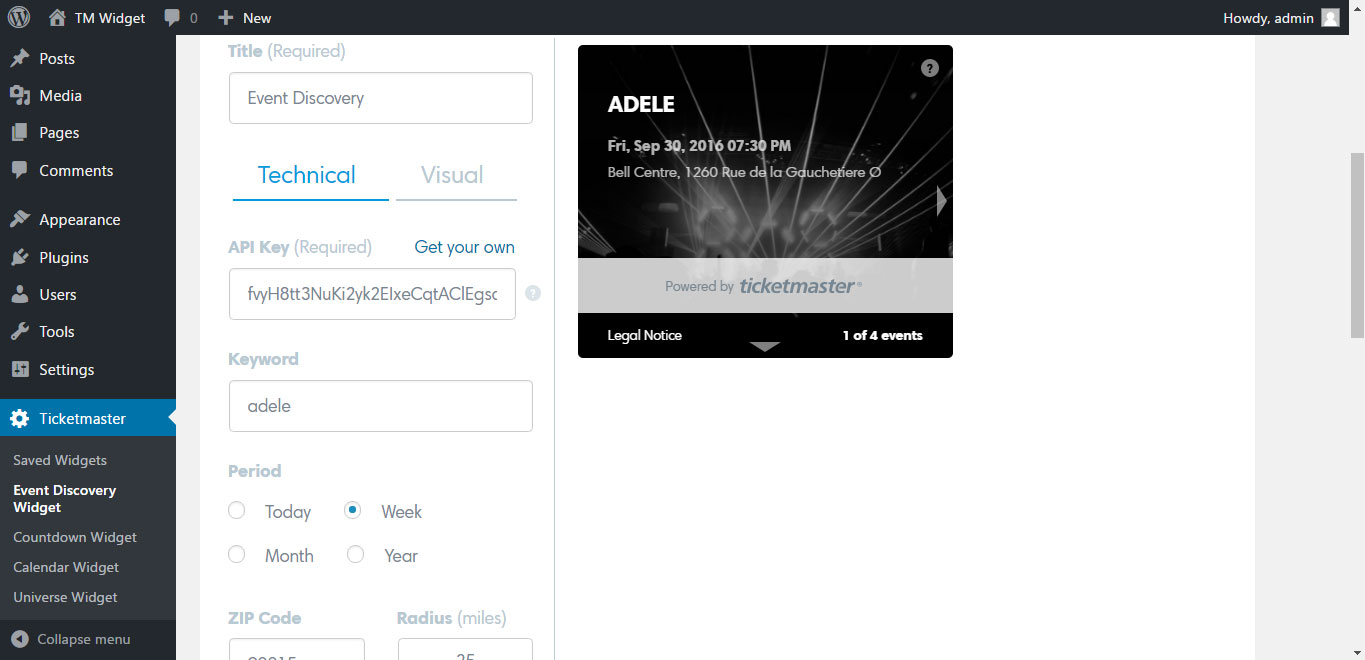 TM Widget
0
New
Howdy, admin
Posts
Media
Pages
Comments
Appearance
Plugins
Users
Tools
Settings
Ticketmaster
Saved Widgets
Event Discovery
Widget
Countdown Widget
Calendar Widget
Universe Widget
Collapse menu
Title (Required)
Event Discovery
Technical
Visual
API Key (Required)
Get your own
?
Keyword
adele
Period
Today
Week
Month
Year
ZIP Code
Radius (miles)
25
?
ADELE
Fri, Sep 30, 2016 07:30 PM
Bell Centre, 1260 Rue de la Gauchetiere O
Powered by ticketmaster®
Legal Notice
1 of 4 events